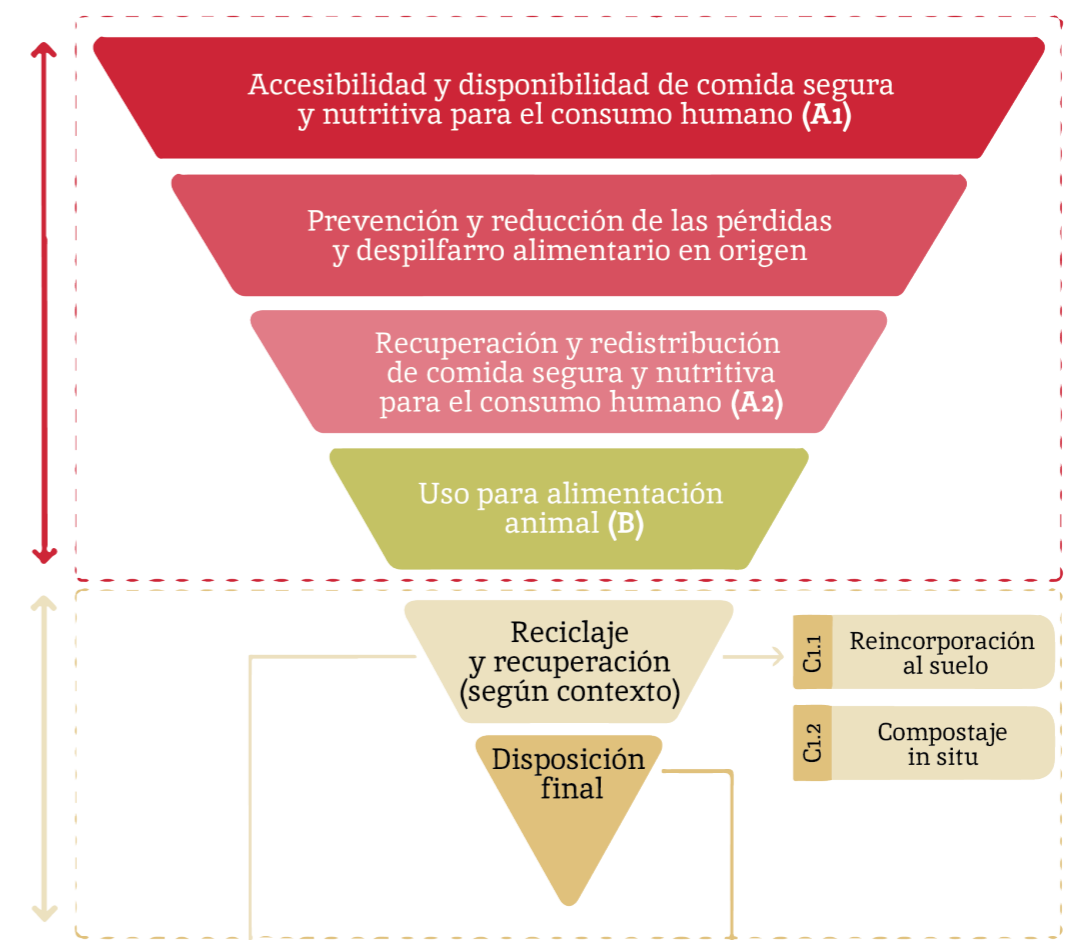 Accesibilidad y disponibilidad de comida segura
y nutritiva para el consumo humano (A1)
Prevención y reducción de las pérdidas
y despilfarro alimentario en origen
Recuperación y redistribución
de comida segura y nutritiva
para el consumo humano (A2)
Uso para alimentación
animal (B)
Reciclaje
y recuperación
(según contexto)
C1.1
Reincorporación
al suelo
C1.2
Compostaje
in situ
Disposición
final